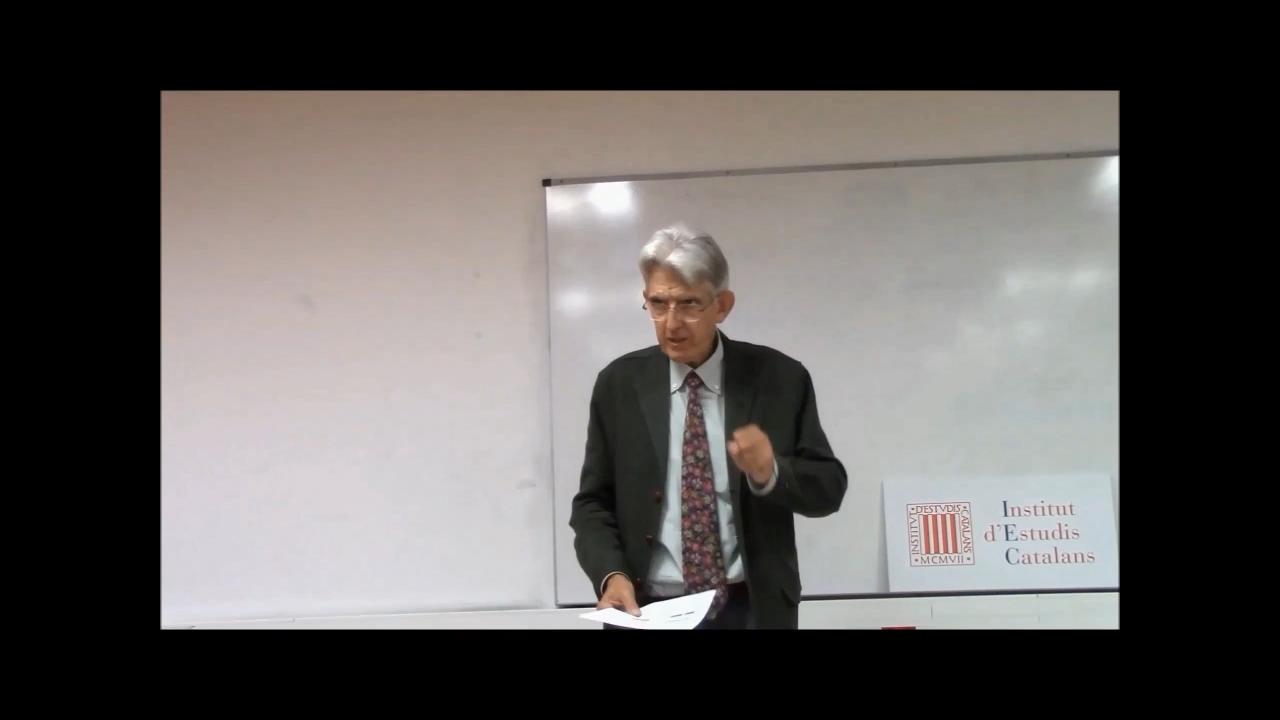 INSTITVT
D'ESTVDIS
CATALANS
·MCMVII·
Institut
d'Estudis
Catalans